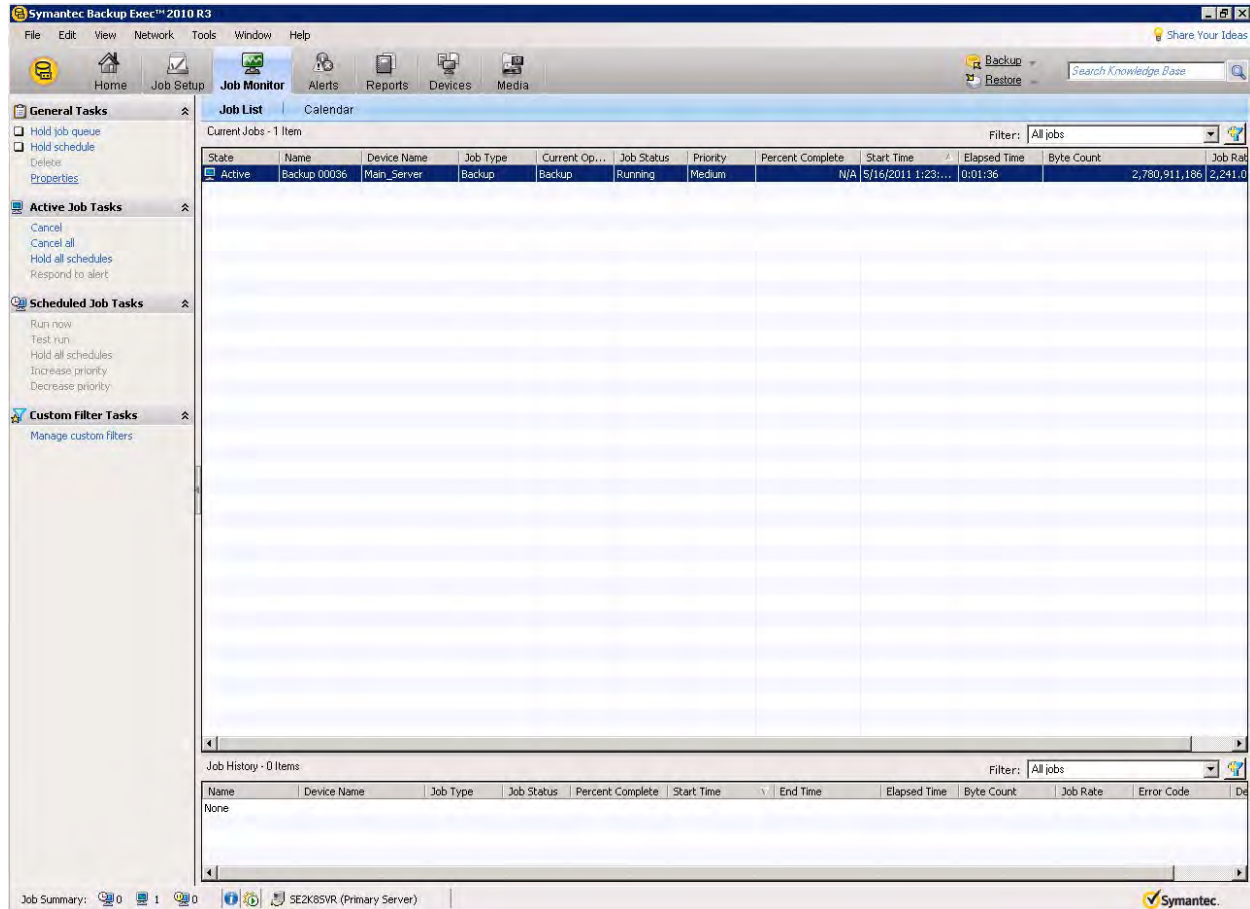 Symantec Backup Exec™ 2010 R3
File Edit View Network Tools Window Help
Share Your Ideas
Home Job Setup Job Monitor Alerts Reports Devices Media
Backup
Restore
Search Knowledge Base
General Tasks
Hold job queue
Hold schedule
Delete
Properties
Active Job Tasks
Cancel
Cancel all
Hold all schedules
Respond to alert
Scheduled Job Tasks
Run now
Test run
Hold all schedules
Increase priority
Decrease priority
Custom Filter Tasks
Manage custom filters
Job List Calendar
Current Jobs - 1 Item
Filter: All jobs
State Name Device Name Job Type Current Op... Job Status Priority Percent Complete Start Time Elapsed Time Byte Count Job Rat
Active Backup 00036 Main_Server Backup Backup Running Medium N/A 5/16/2011 1:23:... 0:01:36 2,780,911,186 2,241.0
Job History - 0 Items
Filter: All jobs
Name Device Name Job Type Job Status Percent Complete Start Time End Time Elapsed Time Byte Count Job Rate Error Code De
None
Job Summary: 0 1 0 SE2K8SVR (Primary Server)
Symantec.